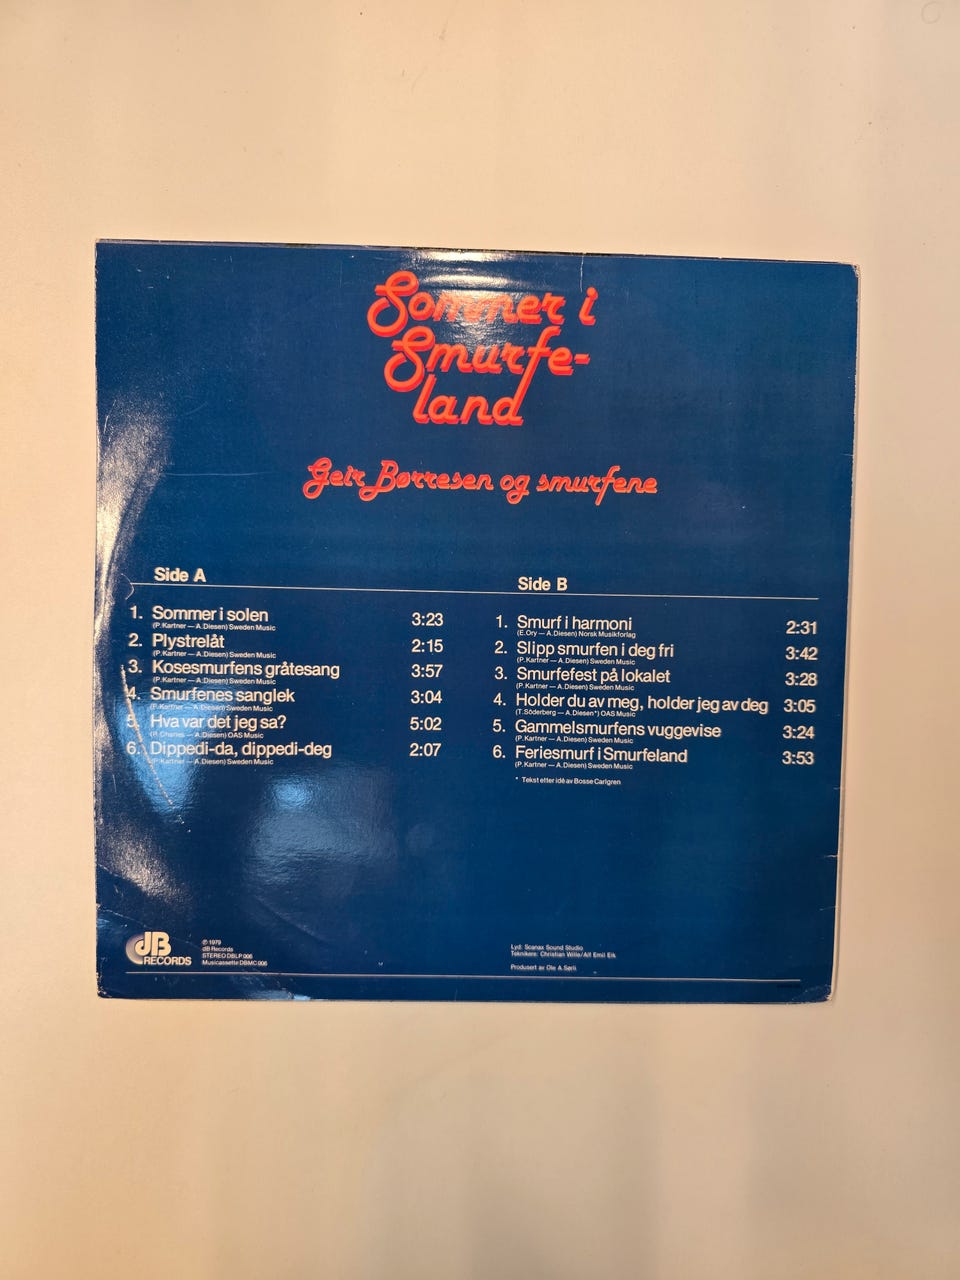 Sommer i
Smurfe-
land
Geir Børresen og smurfene
Side A
1. Sommer i solen 3:23
(P. Kartner — A. Diesen) Sweden Music
2. Plystrelåt 2:15
(P. Kartner — A. Diesen) Sweden Music
3. Kosesmurfens gråtesang 3:57
(P. Kartner — A. Diesen) Sweden Music
4. Smurfenes sanglek 3:04
(P. Kartner — A. Diesen) Sweden Music
5. Hva var det jeg sa? 5:02
(P. Charles — A. Diesen) OAS Music
6. Dippedi-da, dippedi-deg 2:07
(P. Kartner — A. Diesen) Sweden Music
Side B
1. Smurf i harmoni 2:31
(E. Ory — A. Diesen) Norsk Musikforlag
2. Slipp smurfen i deg fri 3:42
(P. Kartner — A. Diesen) Sweden Music
3. Smurfefest på lokalet 3:28
(P. Kartner — A. Diesen) Sweden Music
4. Holder du av meg, holder jeg av deg 3:05
(T. Söderberg — A. Diesen*) OAS Music
5. Gammelsmurfens vuggevise 3:24
(P. Kartner — A. Diesen) Sweden Music
6. Feriesmurf i Smurfeland 3:53
(P. Kartner — A. Diesen) Sweden Music
* Tekst etter idé av Bosse Carlgren
dB
RECORDS
℗ 1979
dB Records
STEREO DBLP 006
Musicassette DBMC 006
Lyd: Scanax Sound Studio
Teknikere: Christian Wille/Alf Emil Eik
Produsert av Ole A. Sørli